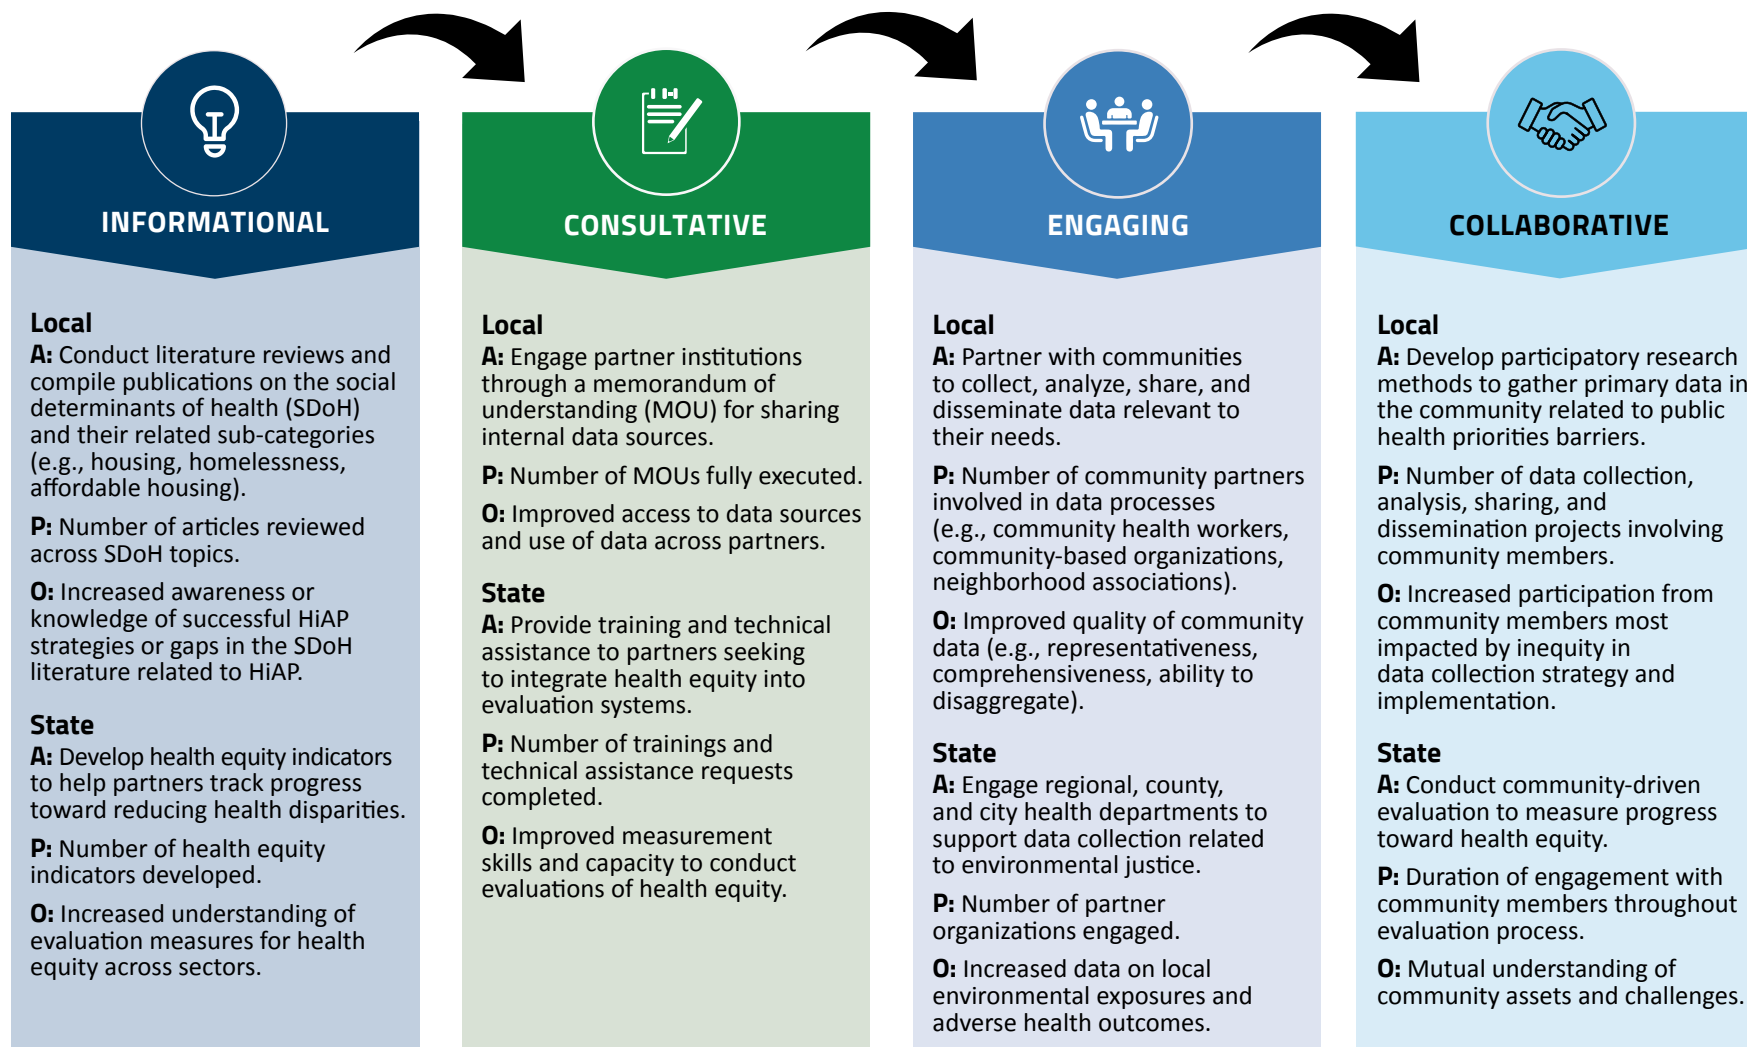 INFORMATIONAL
Local
A: Conduct literature reviews and
compile publications on the social
determinants of health (SDoH)
and their related sub-categories
(e.g., housing, homelessness,
affordable housing).
P: Number of articles reviewed
across SDoH topics.
O: Increased awareness or
knowledge of successful HiAP
strategies or gaps in the SDoH
literature related to HiAP.
State
A: Develop health equity indicators
to help partners track progress
toward reducing health disparities.
P: Number of health equity
indicators developed.
O: Increased understanding of
evaluation measures for health
equity across sectors.
CONSULTATIVE
Local
A: Engage partner institutions
through a memorandum of
understanding (MOU) for sharing
internal data sources.
P: Number of MOUs fully executed.
O: Improved access to data sources
and use of data across partners.
State
A: Provide training and technical
assistance to partners seeking
to integrate health equity into
evaluation systems.
P: Number of trainings and
technical assistance requests
completed.
O: Improved measurement
skills and capacity to conduct
evaluations of health equity.
ENGAGING
Local
A: Partner with communities
to collect, analyze, share, and
disseminate data relevant to
their needs.
P: Number of community partners
involved in data processes
(e.g., community health workers,
community-based organizations,
neighborhood associations).
O: Improved quality of community
data (e.g., representativeness,
comprehensiveness, ability to
disaggregate).
State
A: Engage regional, county,
and city health departments to
support data collection related
to environmental justice.
P: Number of partner
organizations engaged.
O: Increased data on local
environmental exposures and
adverse health outcomes.
COLLABORATIVE
Local
A: Develop participatory research
methods to gather primary data in
the community related to public
health priorities barriers.
P: Number of data collection,
analysis, sharing, and
dissemination projects involving
community members.
O: Increased participation from
community members most
impacted by inequity in
data collection strategy and
implementation.
State
A: Conduct community-driven
evaluation to measure progress
toward health equity.
P: Duration of engagement with
community members throughout
evaluation process.
O: Mutual understanding of
community assets and challenges.